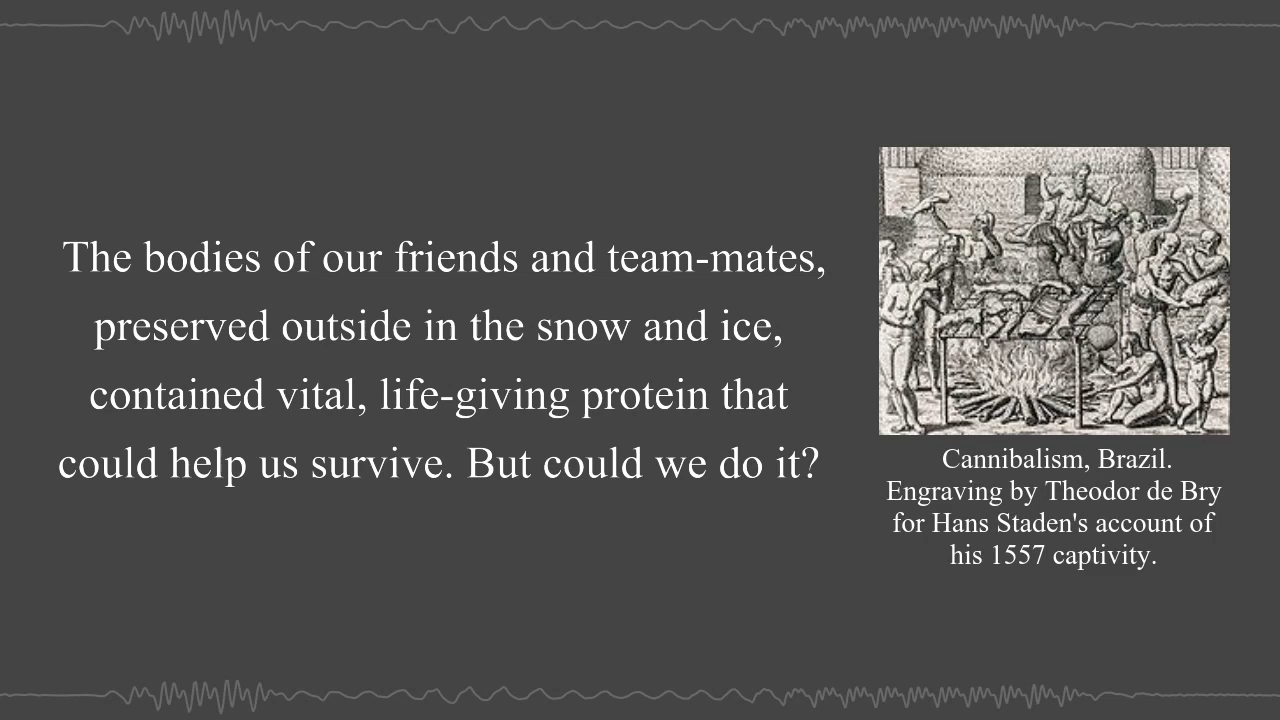 The bodies of our friends and team-mates,
preserved outside in the snow and ice,
contained vital, life-giving protein that
could help us survive. But could we do it?
Cannibalism, Brazil.
Engraving by Theodor de Bry
for Hans Staden's account of
his 1557 captivity.